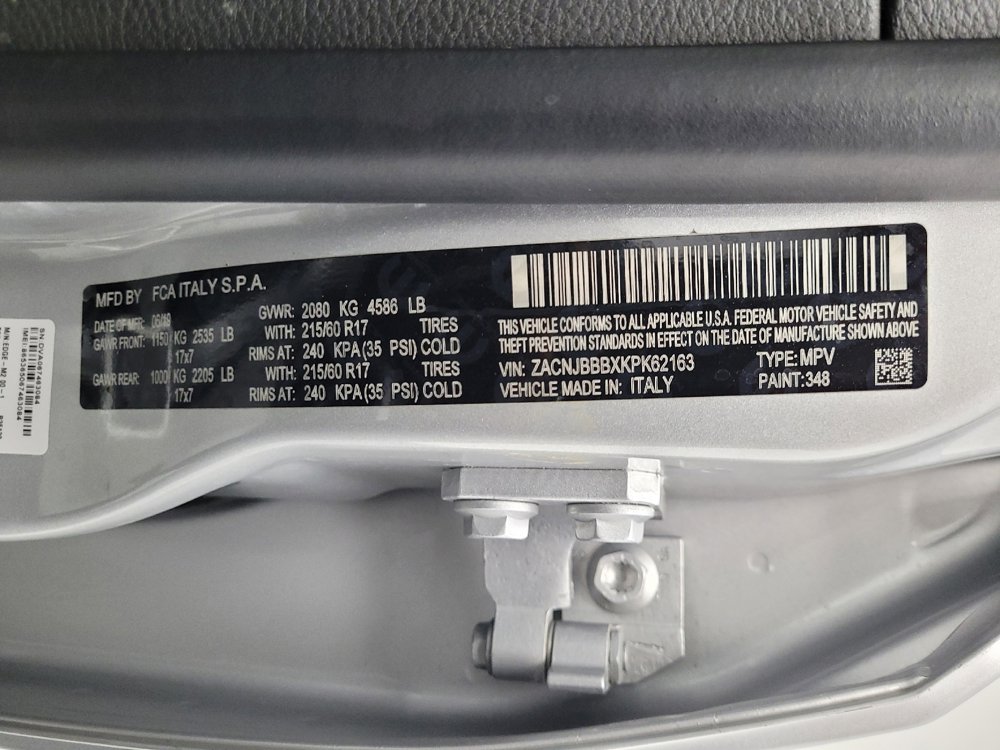 MFD BY FCA ITALY S.P.A.
DATE OF MFR: 06/19
GVWR: 2080 KG 4586 LB
GAWR FRONT: 1150 KG 2535 LB
WITH: 215/60 R17 TIRES
17x7
RIMS AT: 240 KPA (35 PSI) COLD
GAWR REAR: 1000 KG 2205 LB
WITH: 215/60 R17 TIRES
17x7
RIMS AT: 240 KPA (35 PSI) COLD
THIS VEHICLE CONFORMS TO ALL APPLICABLE U.S.A. FEDERAL MOTOR VEHICLE SAFETY AND
THEFT PREVENTION STANDARDS IN EFFECT ON THE DATE OF MANUFACTURE SHOWN ABOVE
VIN: ZACNJBBBXKPK62163
TYPE: MPV
VEHICLE MADE IN: ITALY
PAINT: 348